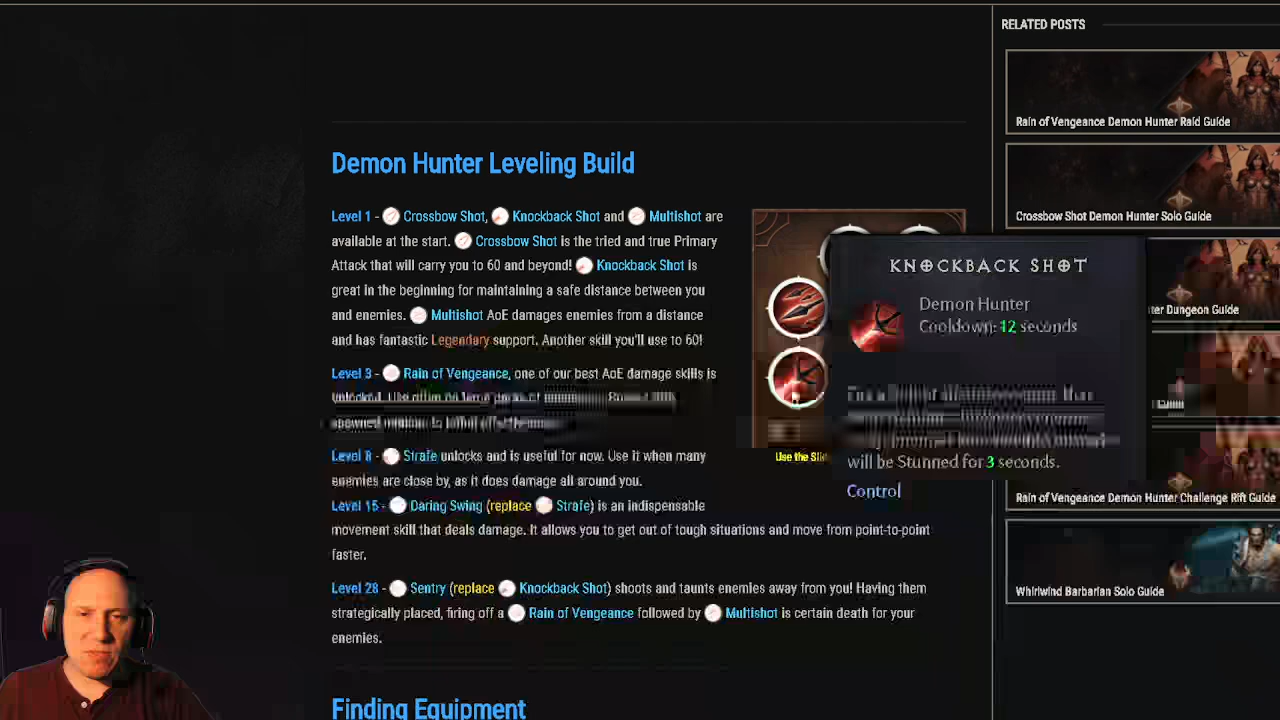 RELATED POSTS
Rain of Vengeance Demon Hunter Raid Guide
Demon Hunter Leveling Build
Level 1 - Crossbow Shot, Knockback Shot and Multishot are
available at the start. Crossbow Shot is the tried and true Primary
Attack that will carry you to 60 and beyond! Knockback Shot is
great in the beginning for maintaining a safe distance between you
and enemies. Multishot AoE damages enemies from a distance
and has fantastic Legendary support. Another skill you'll use to 60!
Level 3 - Rain of Vengeance, one of our best AoE damage skills is
Level 8 - Strafe unlocks and is useful for now. Use it when many
enemies are close by, as it does damage all around you.
Level 15 - Daring Swing (replace Strafe) is an indispensable
movement skill that deals damage. It allows you to get out of tough situations and move from point-to-point
faster.
Level 28 - Sentry (replace Knockback Shot) shoots and taunts enemies away from you! Having them
strategically placed, firing off a Rain of Vengeance followed by Multishot is certain death for your
enemies.
Finding Equipment
Use the
KNOCKBACK SHOT
Demon Hunter
Cooldown: 12 seconds
will be Stunned for 3 seconds.
Control
Crossbow Shot Demon Hunter Solo Guide
Dungeon Guide
Rain of Vengeance Demon Hunter Challenge Rift Guide
Whirlwind Barbarian Solo Guide